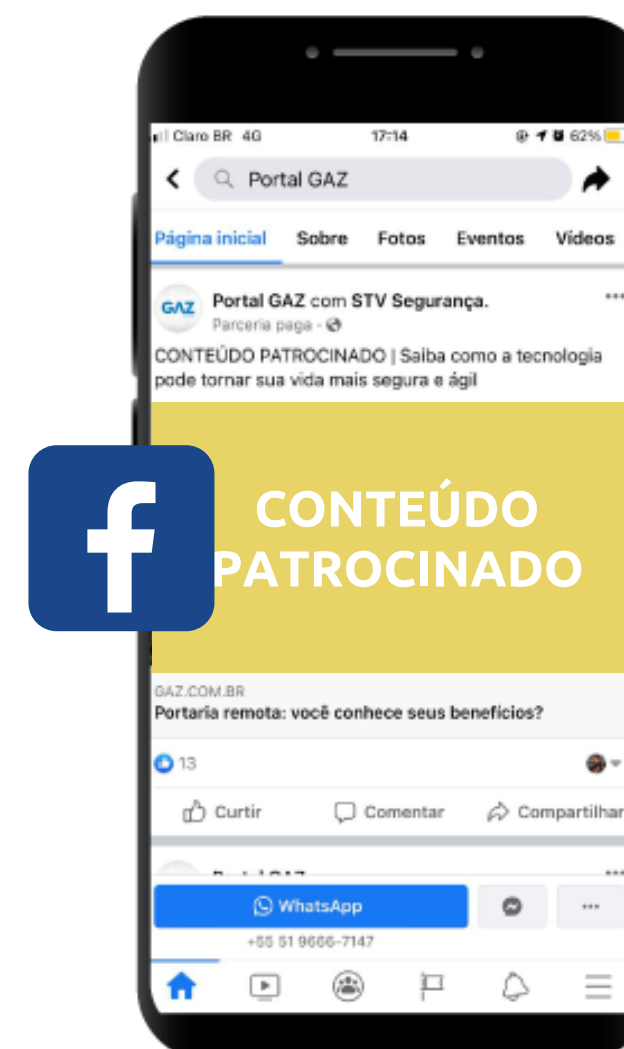 Claro BR 4G 17:14 62%
Portal GAZ
Página inicial Sobre Fotos Eventos Vídeos
GAZ Portal GAZ com STV Segurança.
Parceria paga -
CONTEÚDO PATROCINADO | Saiba como a tecnologia
pode tornar sua vida mais segura e ágil
f
CONTEÚDO
PATROCINADO
GAZ.COM.BR
Portaria remota: você conhece seus benefícios?
13
Curtir Comentar Compartilhar
WhatsApp
+55 51 9666-7147